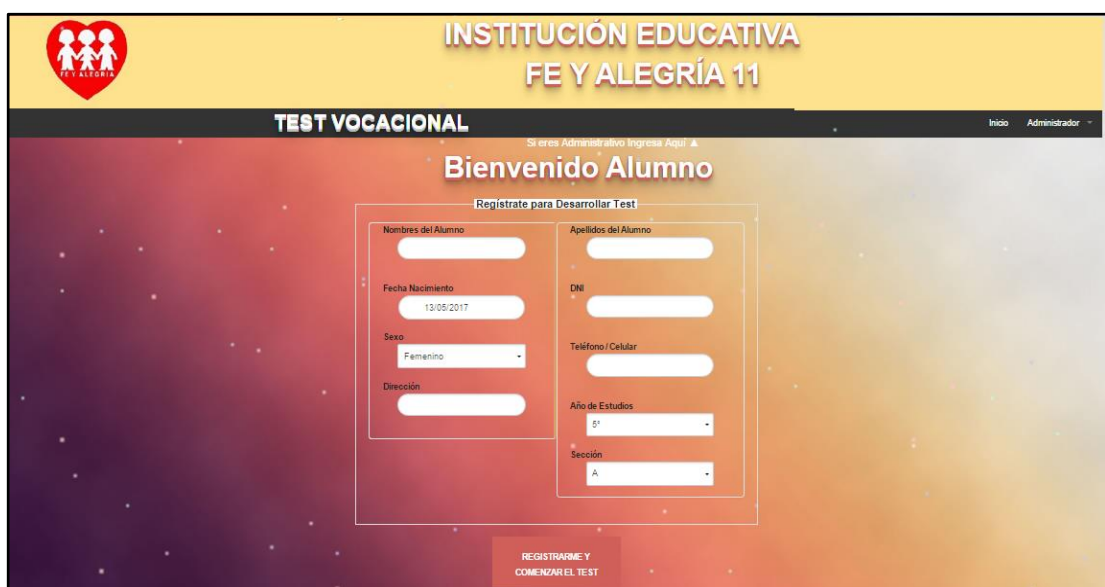 FE Y ALEGRIA
INSTITUCIÓN EDUCATIVA
FE Y ALEGRÍA 11
TEST VOCACIONAL
Inicio
Administrador
Si eres Administrativo Ingresa Aquí ▲
Bienvenido Alumno
Regístrate para Desarrollar Test
Nombres del Alumno
Fecha Nacimiento
13/05/2017
Sexo
Femenino
Dirección
Apellidos del Alumno
DNI
Teléfono / Celular
Año de Estudios
5°
Sección
A
REGISTRARME Y
COMENZAR EL TEST